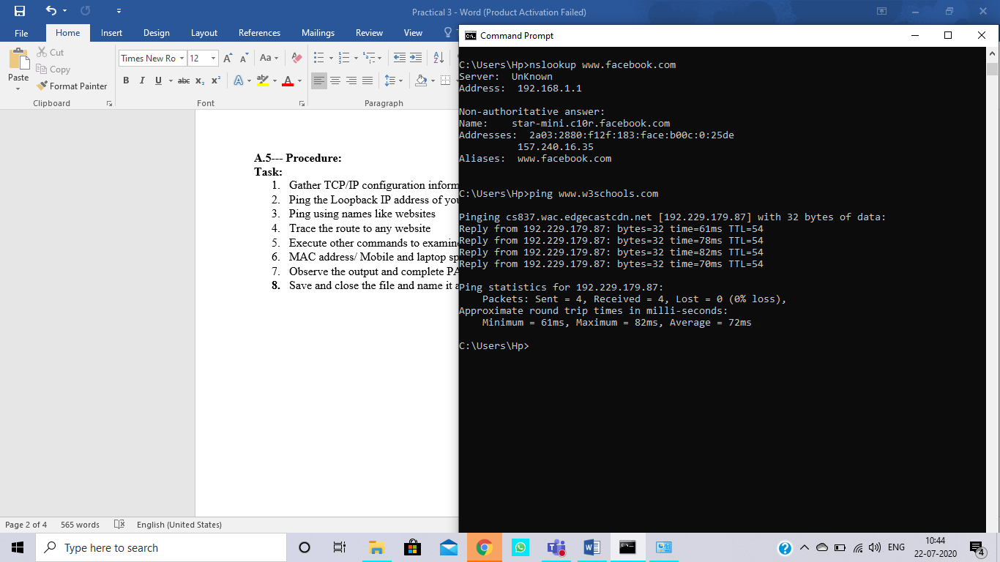 Practical 3 - Word (Product Activation Failed)
File Home Insert Design Layout References Mailings Review View
Paste
Cut
Copy
Format Painter
Clipboard
Times New Ro 12
Aa
B I U abc x₂ x²
Font
Paragraph
A.5--- Procedure:
Task:
1. Gather TCP/IP configuration inform
2. Ping the Loopback IP address of you
3. Ping using names like websites
4. Trace the route to any website
5. Execute other commands to examin
6. MAC address/ Mobile and laptop sp
7. Observe the output and complete PA
8. Save and close the file and name it a
Command Prompt
C:\Users\Hp>nslookup www.facebook.com
Server:  UnKnown
Address:  192.168.1.1
Non-authoritative answer:
Name:    star-mini.c10r.facebook.com
Addresses:  2a03:2880:f12f:183:face:b00c:0:25de
157.240.16.35
Aliases:  www.facebook.com
C:\Users\Hp>ping www.w3schools.com
Pinging cs837.wac.edgecastcdn.net [192.229.179.87] with 32 bytes of data:
Reply from 192.229.179.87: bytes=32 time=61ms TTL=54
Reply from 192.229.179.87: bytes=32 time=78ms TTL=54
Reply from 192.229.179.87: bytes=32 time=82ms TTL=54
Reply from 192.229.179.87: bytes=32 time=70ms TTL=54
Ping statistics for 192.229.179.87:
Packets: Sent = 4, Received = 4, Lost = 0 (0% loss),
Approximate round trip times in milli-seconds:
Minimum = 61ms, Maximum = 82ms, Average = 72ms
C:\Users\Hp>
Page 2 of 4 565 words English (United States)
Type here to search
ENG
10:44
22-07-2020
4